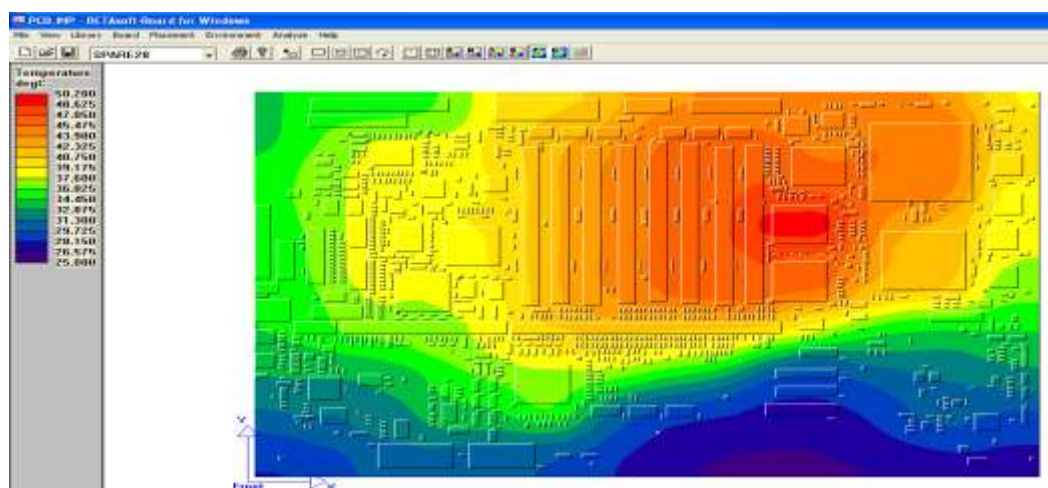 PCB.INP - BETAsoft-Board for Windows
File View Library Board Placement Environment Analyze Help
SPARE28
Temperature
degC
50.200
48.625
47.050
45.475
43.900
42.325
40.750
39.175
37.600
36.025
34.450
32.875
31.300
29.725
28.150
26.575
25.000
Y
Front
X